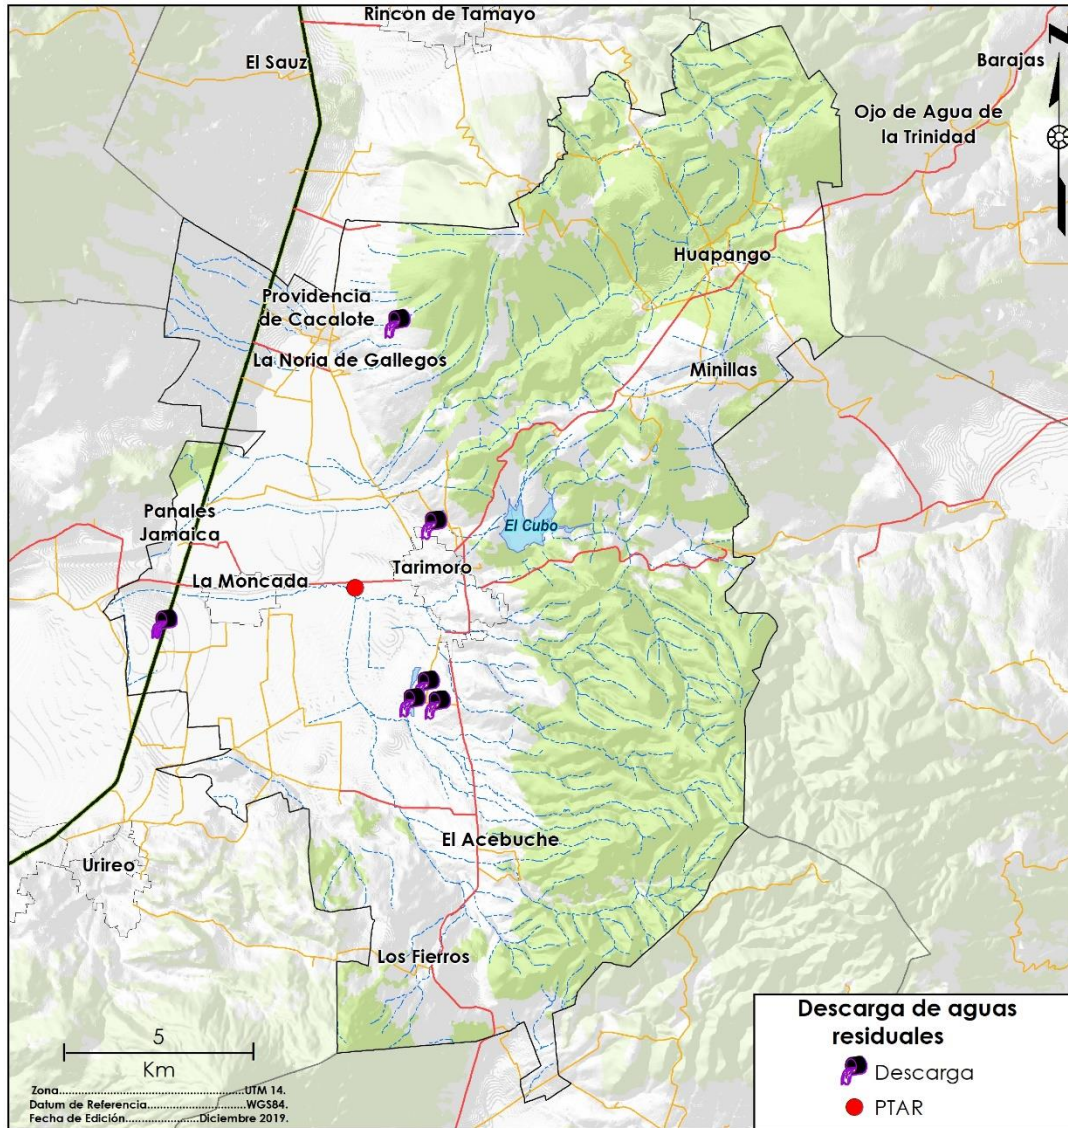 Rincon de Tamayo
El Sauz
Barajas
Z
Ojo de Agua de
la Trinidad
Huapango
Providencia
de Cacalote
La Noria de Gallegos
Minillas
Panales
Jamaica
El Cubo
Tarimoro
La Moncada
El Acebuche
Urireo
Los Fierros
5
Km
Zona.....................................UTM 14.
Datum de Referencia.................WGS84.
Fecha de Edición.................Diciembre 2019.
Descarga de aguas
residuales
Descarga
PTAR